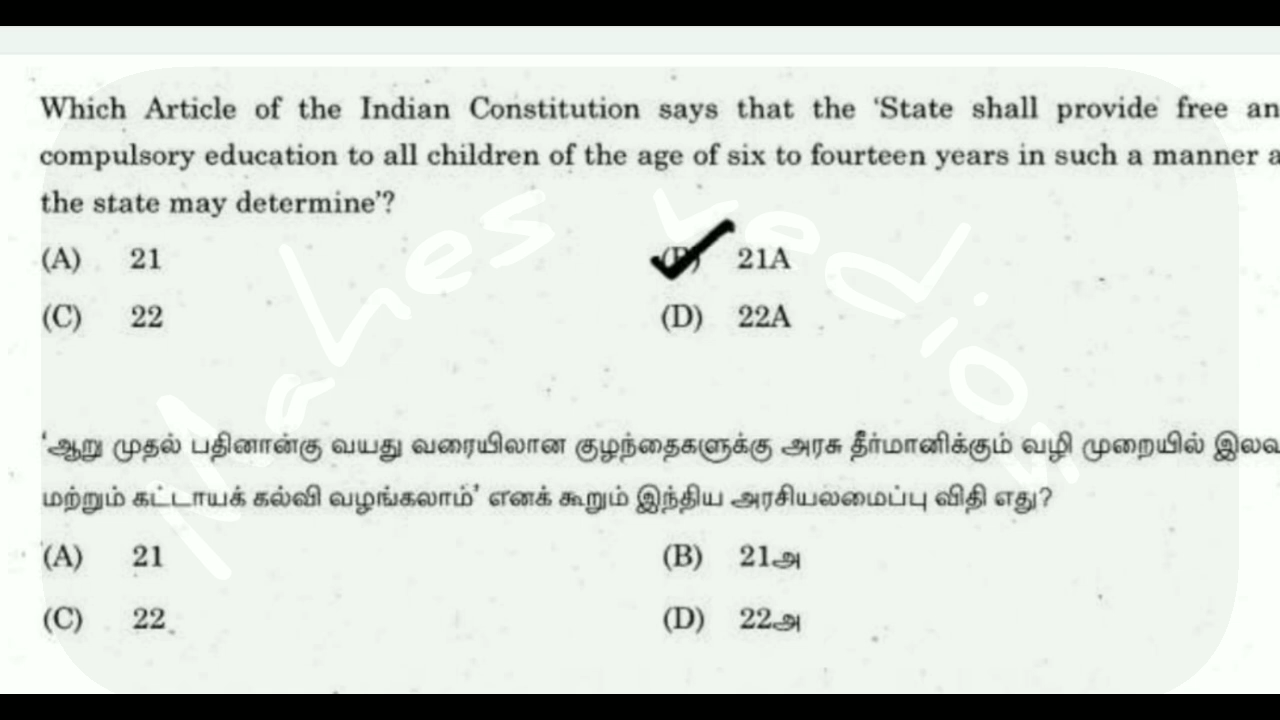 Which Article of the Indian Constitution says that the 'State shall provide free an
compulsory education to all children of the age of six to fourteen years in such a manner a
the state may determine'?
(A) 21 (B) 21A
(C) 22 (D) 22A
'ஆறு முதல் பதினான்கு வயது வரையிலான குழந்தைகளுக்கு அரசு தீர்மானிக்கும் வழி முறையில் இலவ
மற்றும் கட்டாயக் கல்வி வழங்கலாம்' எனக் கூறும் இந்திய அரசியலமைப்பு விதி எது?
(A) 21 (B) 21அ
(C) 22 (D) 22அ